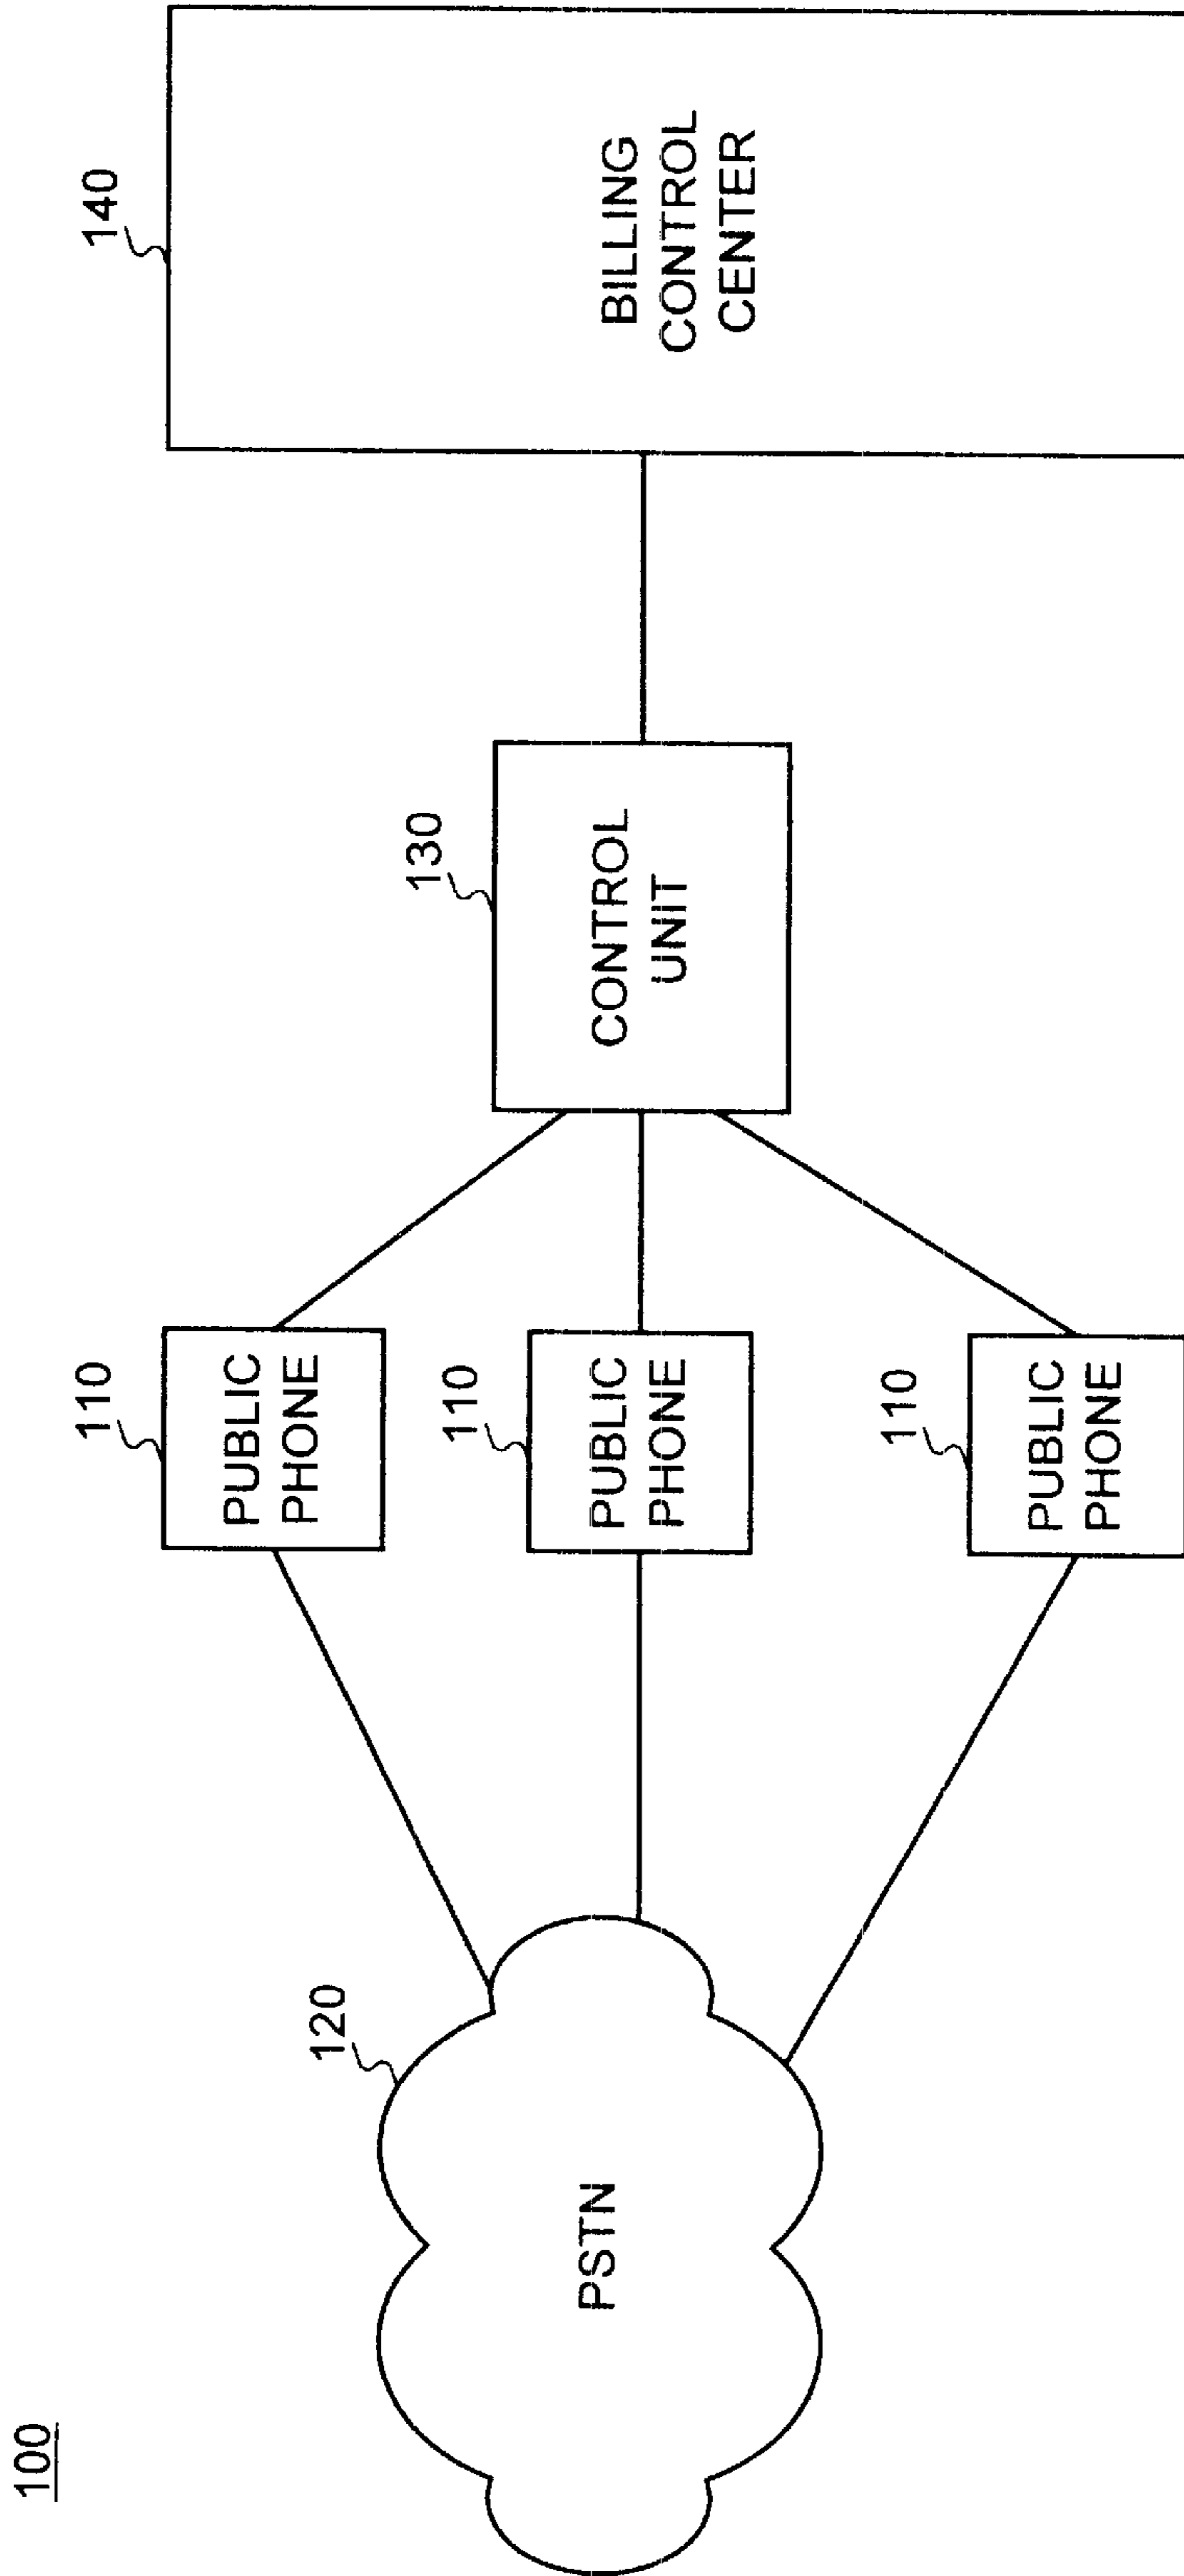 100
120
PSTN
110
PUBLIC
PHONE
110
PUBLIC
PHONE
110
PUBLIC
PHONE
130
CONTROL
UNIT
140
BILLING
CONTROL
CENTER